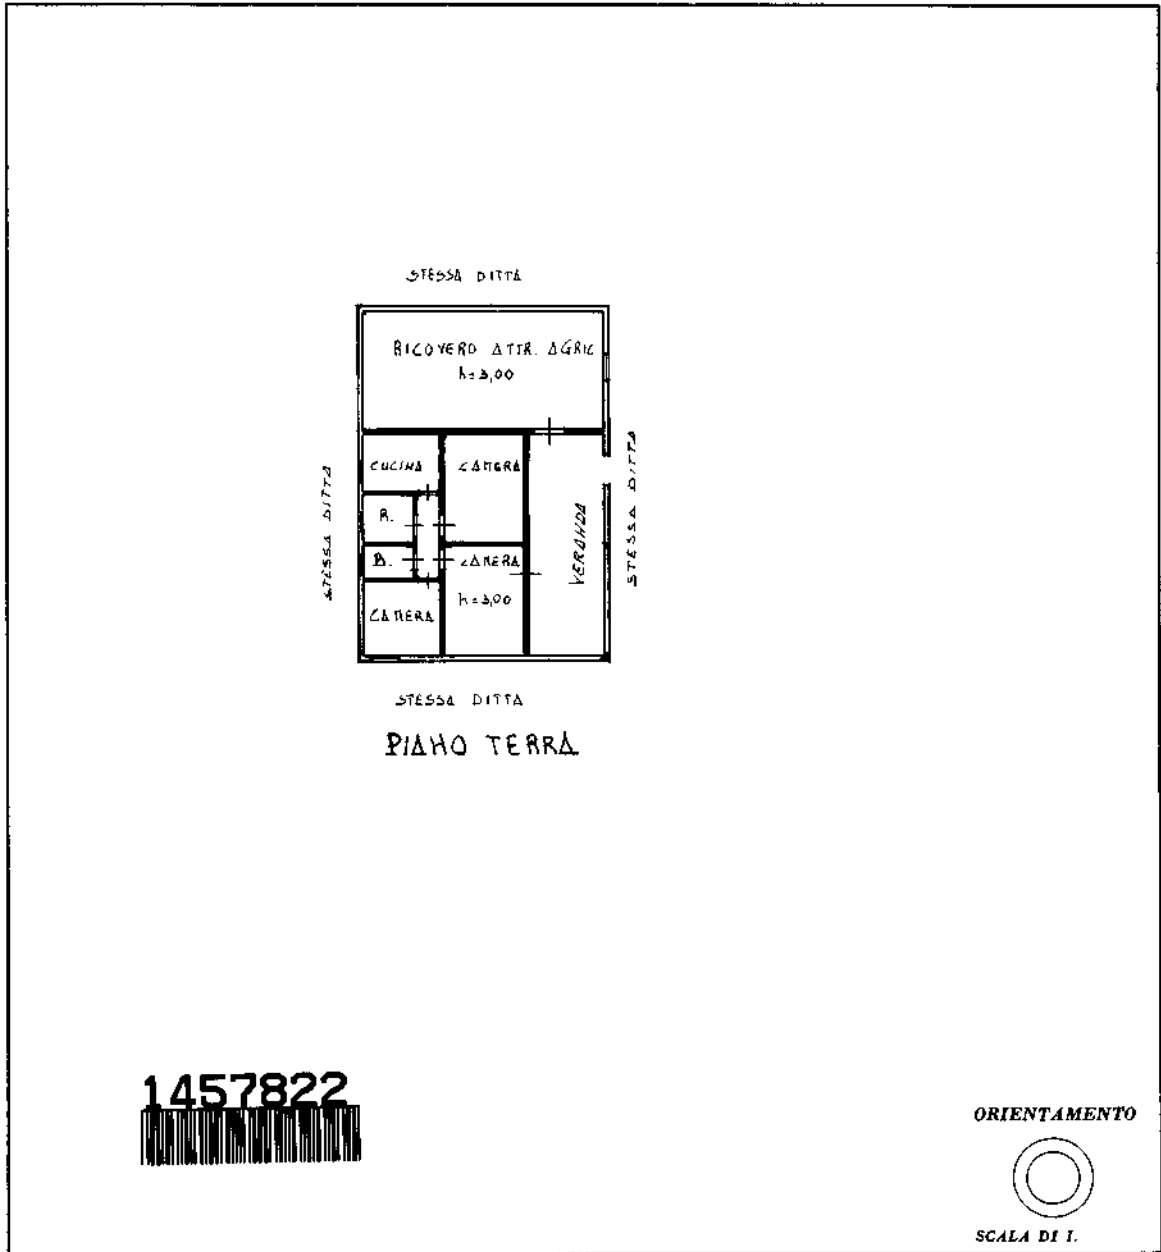 STESSA DITTA
RICOVERO ATTR. AGRIC
h=3,00
CUCINA
CAMERA
STESSA DITTA
STESSA DITTA
R.
VERANDA
B.
CAMERA
h=3,00
CAMERA
STESSA DITTA
PIANO TERRA
1457822
ORIENTAMENTO
SCALA DI I.